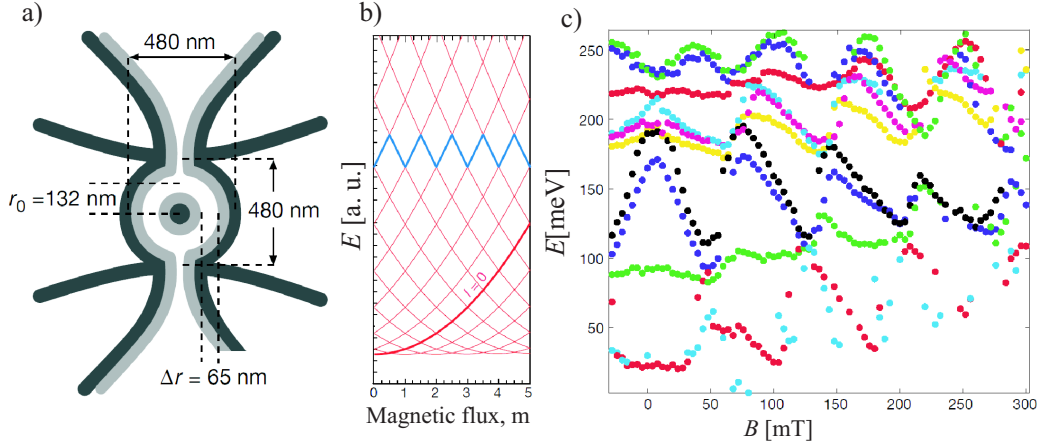 a)
480 nm
r0 =132 nm
480 nm
Δr = 65 nm
b)
E [a. u.]
l = 0
0 1 2 3 4 5
Magnetic flux, m
c)
E[meV]
250
200
150
100
50
0 50 100 150 200 250 300
B [mT]